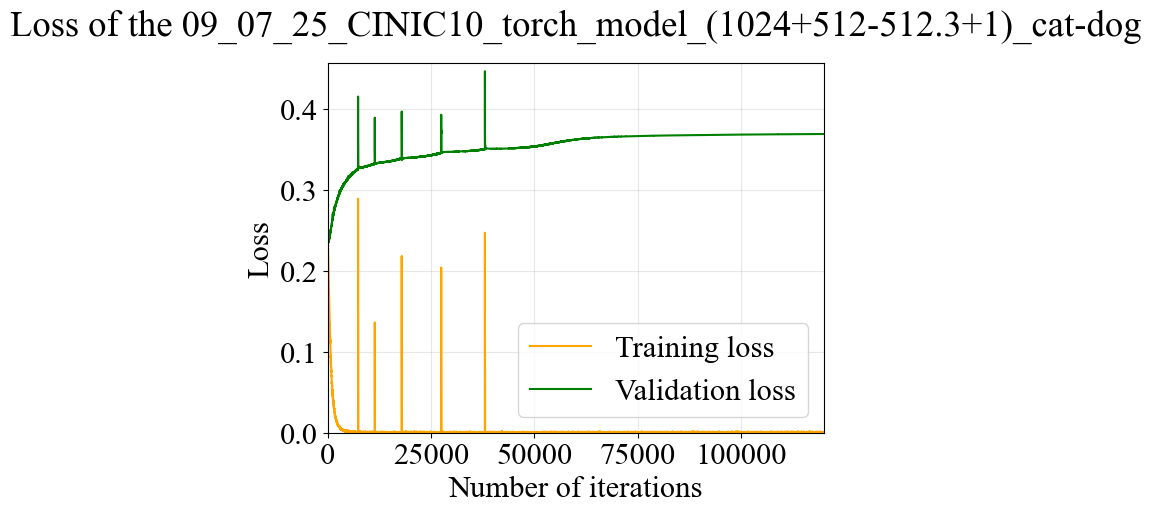 Loss of the 09_07_25_CINIC10_torch_model_(1024+512-512.3+1)_cat-dog
0.4
0.3
0.2
0.1
0.0
Loss
Training loss
Validation loss
0 25000 50000 75000 100000
Number of iterations